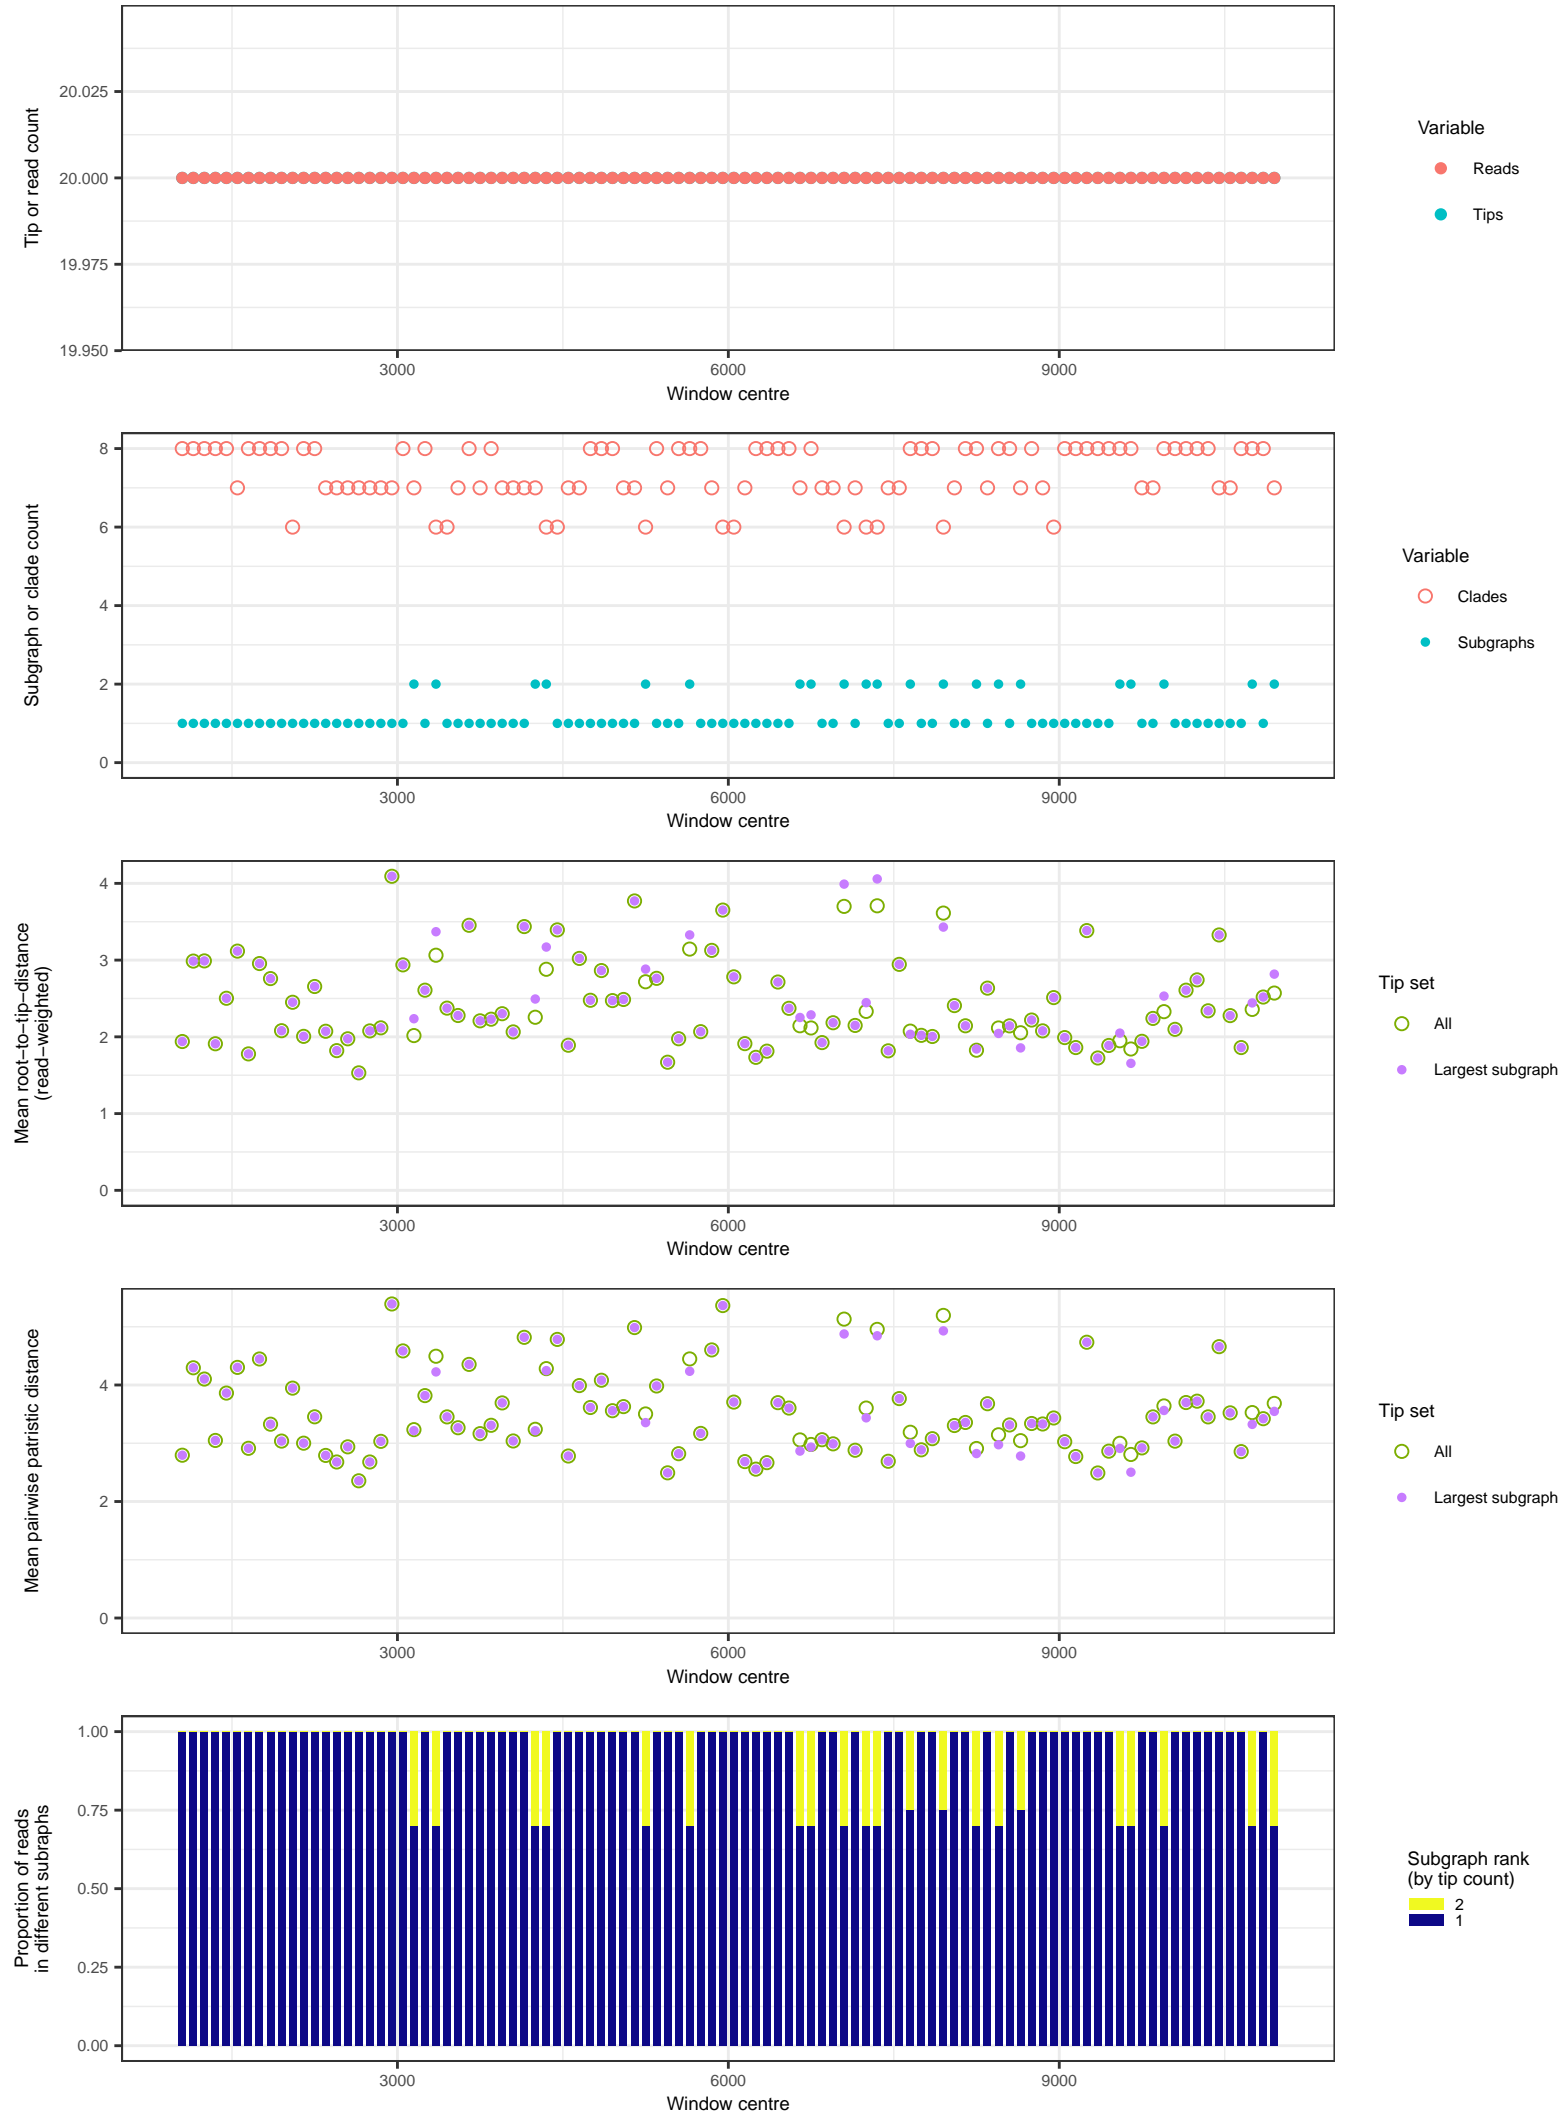 20.025
20.000
19.975
19.950
Tip or read count
3000 6000 9000
Window centre
Variable
Reads
Tips
8
6
4
2
0
Subgraph or clade count
3000 6000 9000
Window centre
Variable
Clades
Subgraphs
4
3
2
1
0
Mean root−to−tip−distance
(read−weighted)
3000 6000 9000
Window centre
Tip set
All
Largest subgraph
4
2
0
Mean pairwise patristic distance
3000 6000 9000
Window centre
Tip set
All
Largest subgraph
1.00
0.75
0.50
0.25
0.00
Proportion of reads
in different subraphs
3000 6000 9000
Window centre
Subgraph rank
(by tip count)
2
1